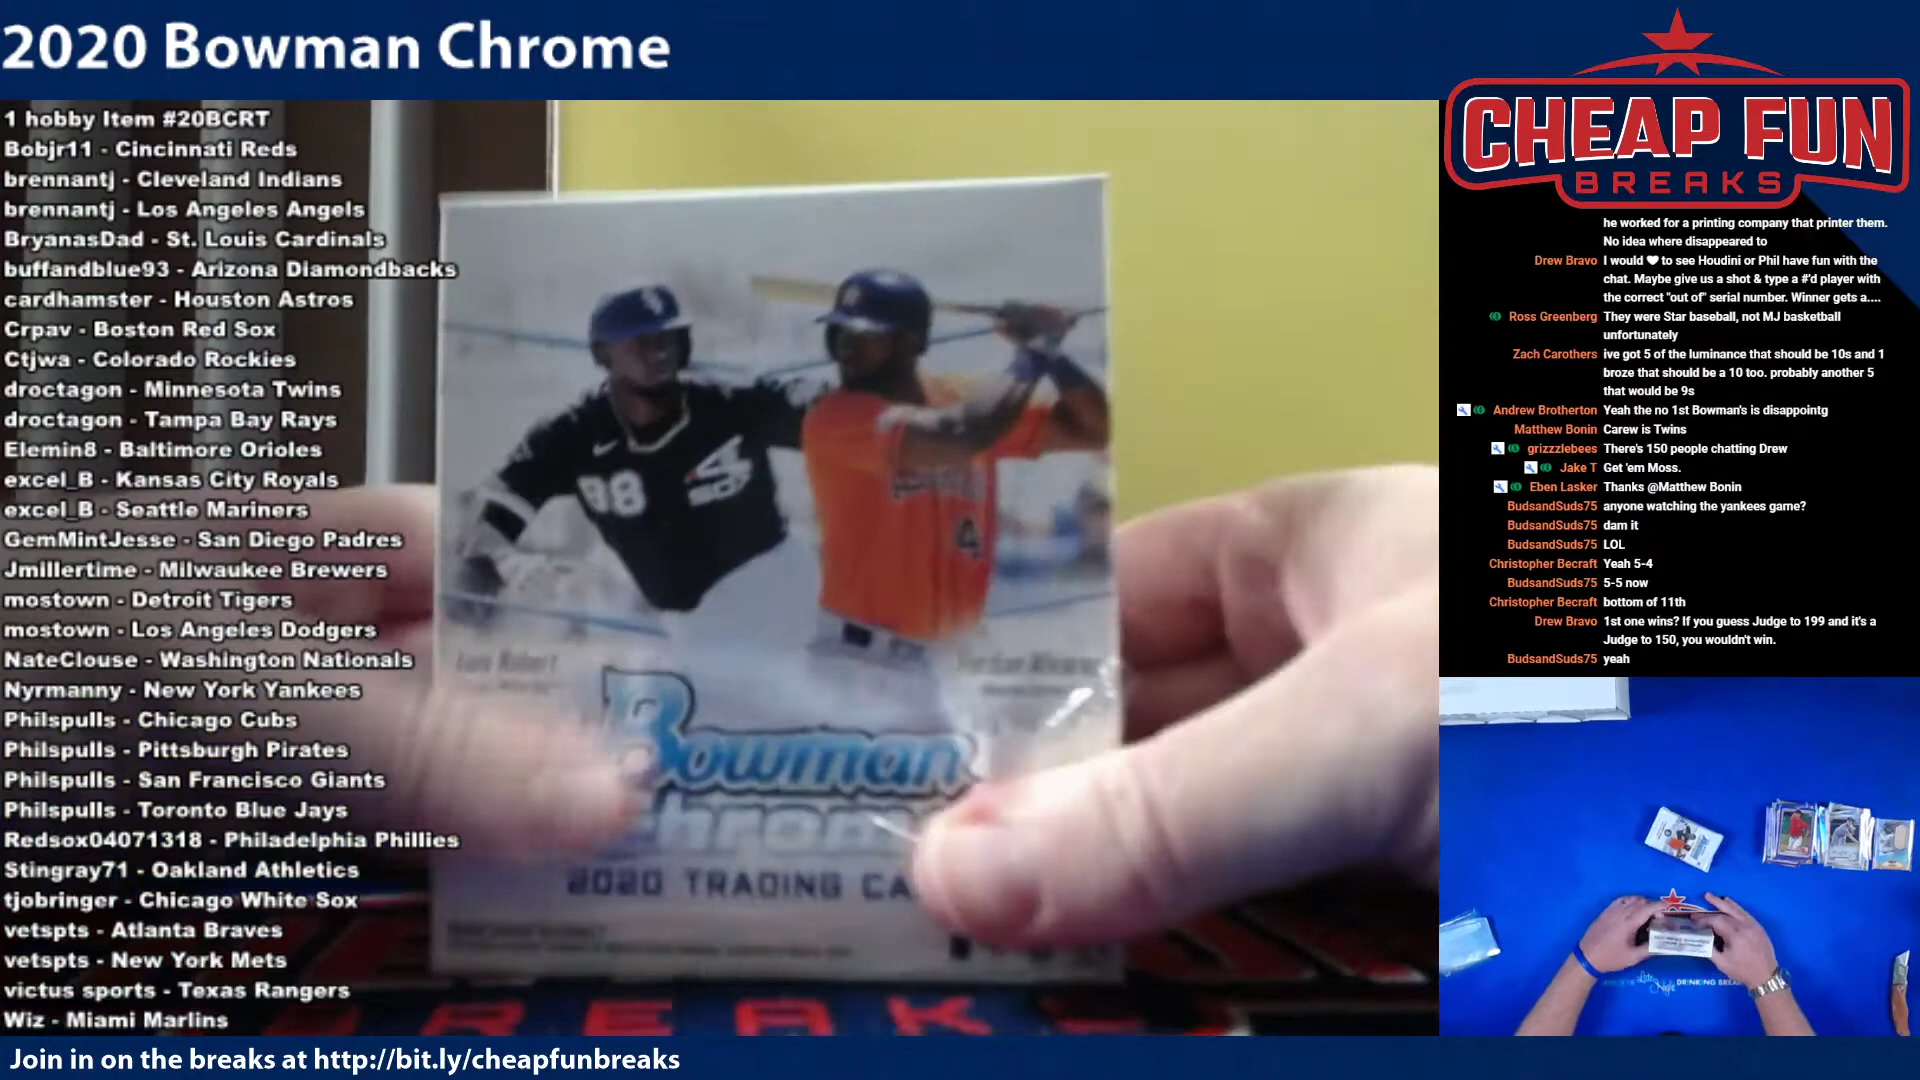 2020 Bowman Chrome
1 hobby Item #20BCRT
Bobjr11 - Cincinnati Reds
brennantj - Cleveland Indians
brennantj - Los Angeles Angels
BryanasDad - St. Louis Cardinals
buffandblue93 - Arizona Diamondbacks
cardhamster - Houston Astros
Crpav - Boston Red Sox
Ctjwa - Colorado Rockies
droctagon - Minnesota Twins
droctagon - Tampa Bay Rays
Elemin8 - Baltimore Orioles
excel_B - Kansas City Royals
excel_B - Seattle Mariners
GemMintJesse - San Diego Padres
Jmillertime - Milwaukee Brewers
mostown - Detroit Tigers
mostown - Los Angeles Dodgers
NateClouse - Washington Nationals
Nyrmanny - New York Yankees
Philspulls - Chicago Cubs
Philspulls - Pittsburgh Pirates
Philspulls - San Francisco Giants
Philspulls - Toronto Blue Jays
Redsox04071318 - Philadelphia Phillies
Stingray71 - Oakland Athletics
tjobringer - Chicago White Sox
vetspts - Atlanta Braves
vetspts - New York Mets
victus sports - Texas Rangers
Wiz - Miami Marlins
Join in on the breaks at http://bit.ly/cheapfunbreaks
98
SOX
4
Luis Robert
Bowman
Chrome
2020 TRADING
BREAKS
CHEAP FUN
BREAKS
he worked for a printing company that printer them.
No idea where disappeared to
Drew Bravo I would ❤ to see Houdini or Phil have fun with the
chat. Maybe give us a shot & type a #'d player with
the correct "out of" serial number. Winner gets a....
Ross Greenberg They were Star baseball, not MJ basketball
unfortunately
Zach Carothers ive got 5 of the luminance that should be 10s and 1
broze that should be a 10 too. probably another 5
that would be 9s
Andrew Brotherton Yeah the no 1st Bowman's is disappointg
Matthew Bonin Carew is Twins
grizzzlebees There's 150 people chatting Drew
Jake T Get 'em Moss.
Eben Lasker Thanks @Matthew Bonin
BudsandSuds75 anyone watching the yankees game?
BudsandSuds75 dam it
BudsandSuds75 LOL
Christopher Becraft Yeah 5-4
BudsandSuds75 5-5 now
Christopher Becraft bottom of 11th
Drew Bravo 1st one wins? If you guess Judge to 199 and it's a
Judge to 150, you wouldn't win.
BudsandSuds75 yeah
Late Night DRINKING